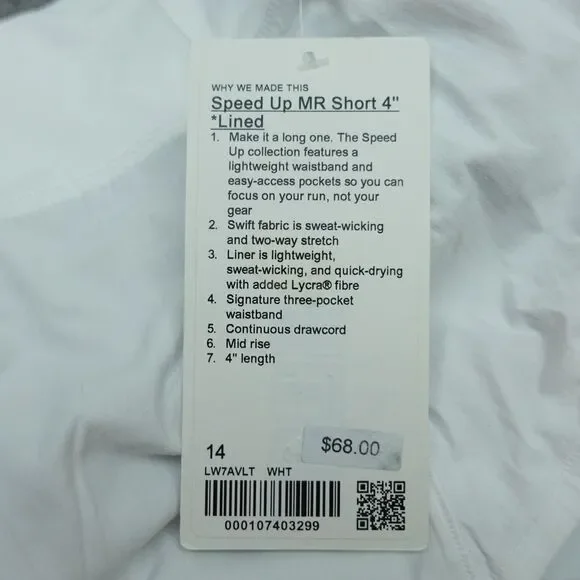 WHY WE MADE THIS
Speed Up MR Short 4"
*Lined
1. Make it a long one. The Speed
Up collection features a
lightweight waistband and
easy-access pockets so you can
focus on your run, not your
gear
2. Swift fabric is sweat-wicking
and two-way stretch
3. Liner is lightweight,
sweat-wicking, and quick-drying
with added Lycra® fibre
4. Signature three-pocket
waistband
5. Continuous drawcord
6. Mid rise
7. 4" length
14
$68.00
LW7AVLT WHT
000107403299